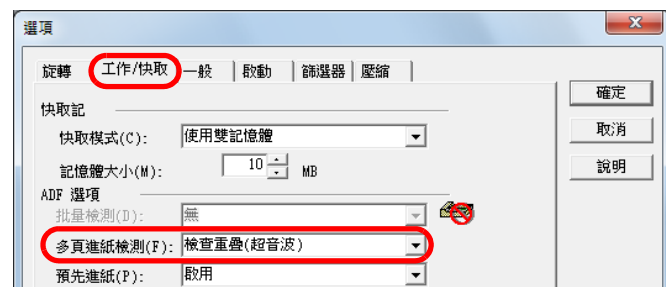 選項
旋轉 工作/快取 一般 啟動 篩選器 壓縮
確定
快取記
快取模式(C): 使用雙記憶體
取消
記憶體大小(M): 10 MB
說明
ADF 選項
批量檢測(D): 無
多頁進紙檢測(F): 檢查重疊(超音波)
預先進紙(P): 啟用